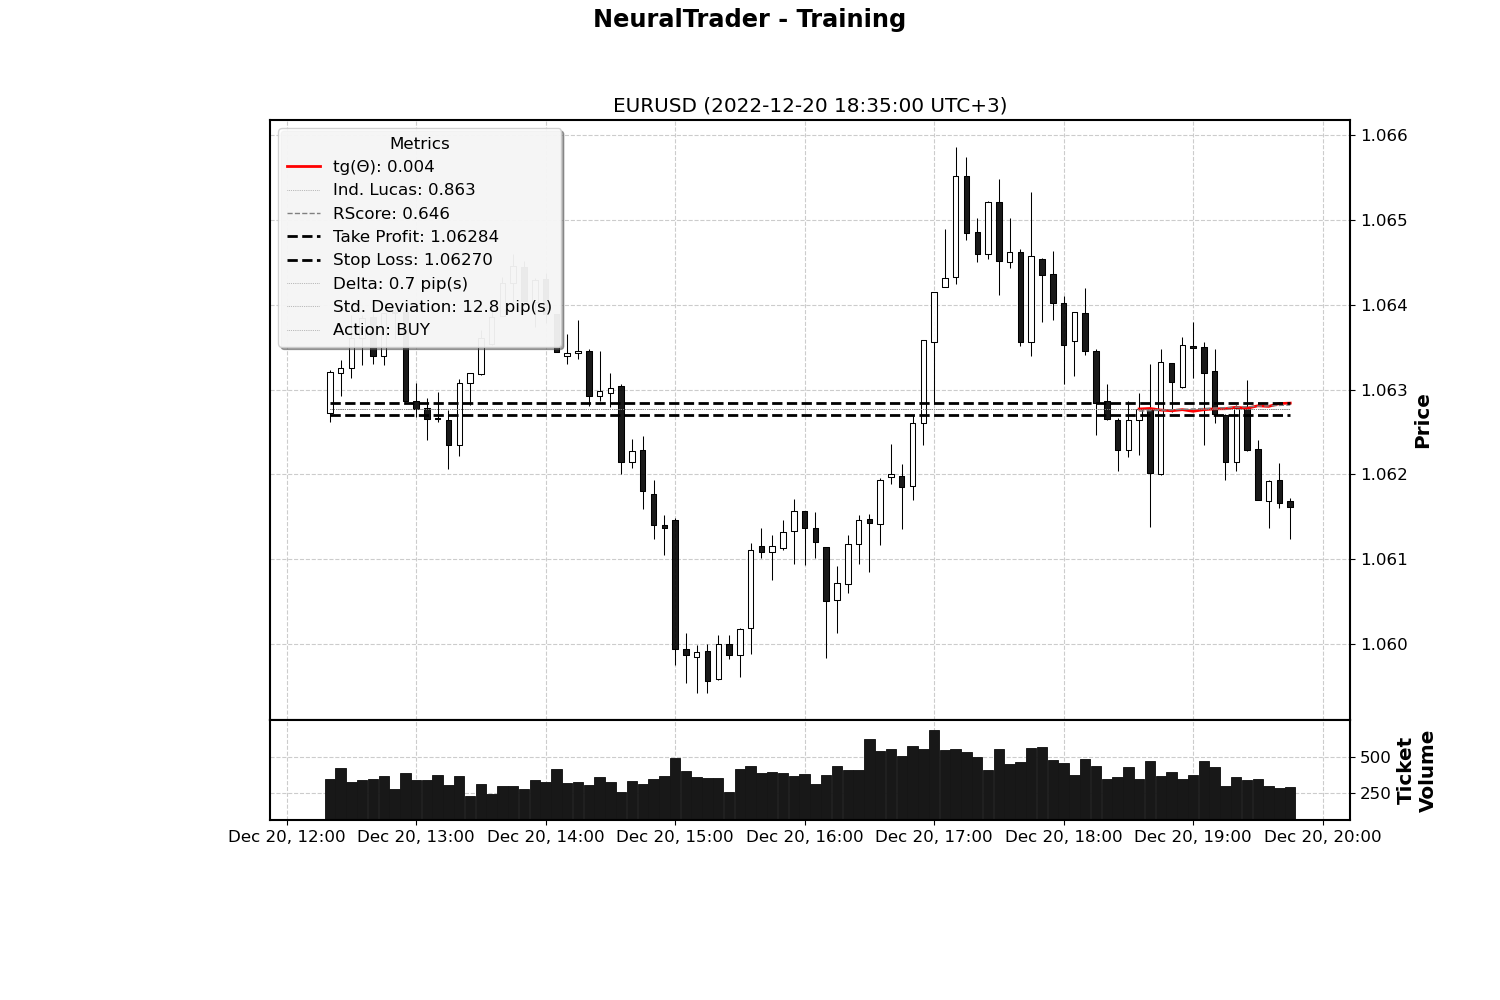 NeuralTrader - Training
EURUSD (2022-12-20 18:35:00 UTC+3)
Metrics
tg(Θ): 0.004
Ind. Lucas: 0.863
RScore: 0.646
Take Profit: 1.06284
Stop Loss: 1.06270
Delta: 0.7 pip(s)
Std. Deviation: 12.8 pip(s)
Action: BUY
1.066
1.065
1.064
1.063
1.062
1.061
1.060
Price
500
250
Ticket
Volume
Dec 20, 12:00
Dec 20, 13:00
Dec 20, 14:00
Dec 20, 15:00
Dec 20, 16:00
Dec 20, 17:00
Dec 20, 18:00
Dec 20, 19:00
Dec 20, 20:00